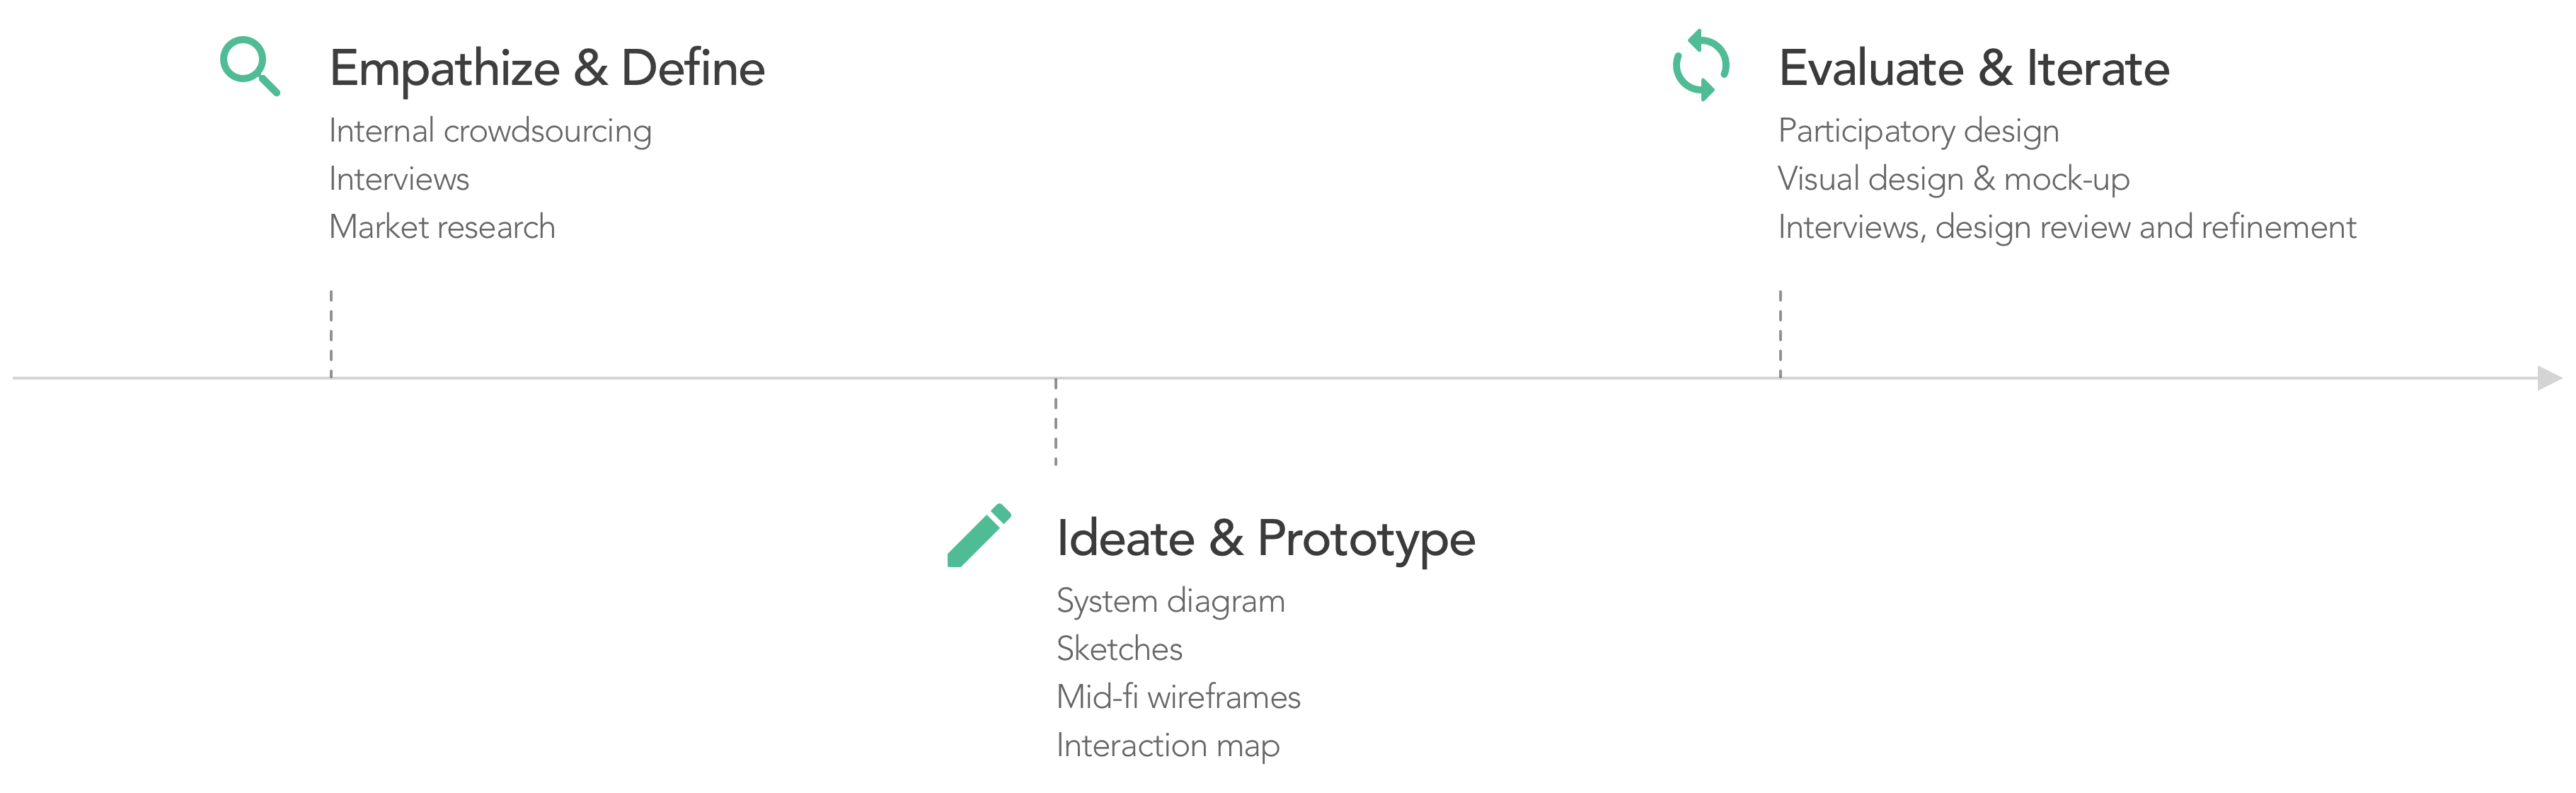 Empathize & Define
Internal crowdsourcing
Interviews
Market research
Ideate & Prototype
System diagram
Sketches
Mid-fi wireframes
Interaction map
Evaluate & Iterate
Participatory design
Visual design & mock-up
Interviews, design review and refinement